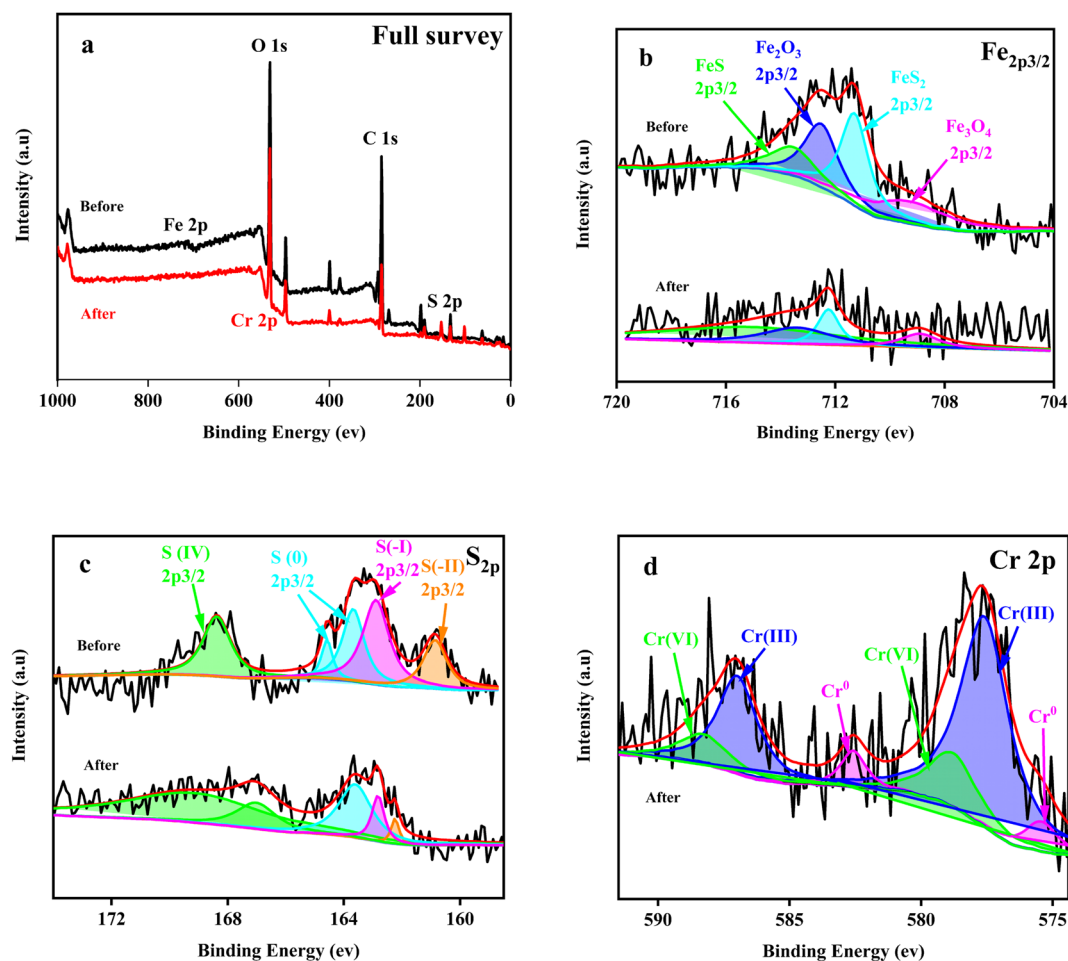 a
Full survey
O 1s
C 1s
Before
Fe 2p
S 2p
After
Cr 2p
Intensity (a.u)
1000
800
600
400
200
0
Binding Energy (ev)
b
Fe2p3/2
Fe2O3
2p3/2
FeS
2p3/2
FeS2
2p3/2
Before
Fe3O4
2p3/2
After
Intensity (a.u)
720
716
712
708
704
Binding Energy (ev)
c
S2p
S (IV)
2p3/2
S (0)
2p3/2
S(-I)
2p3/2
S(-II)
2p3/2
Before
After
Intensity (a.u)
172
168
164
160
Binding Energy (ev)
d
Cr 2p
Cr(VI)
Cr(III)
Cr0
Cr(VI)
Cr(III)
Cr0
After
Intensity (a.u)
590
585
580
575
Binding Energy (ev)